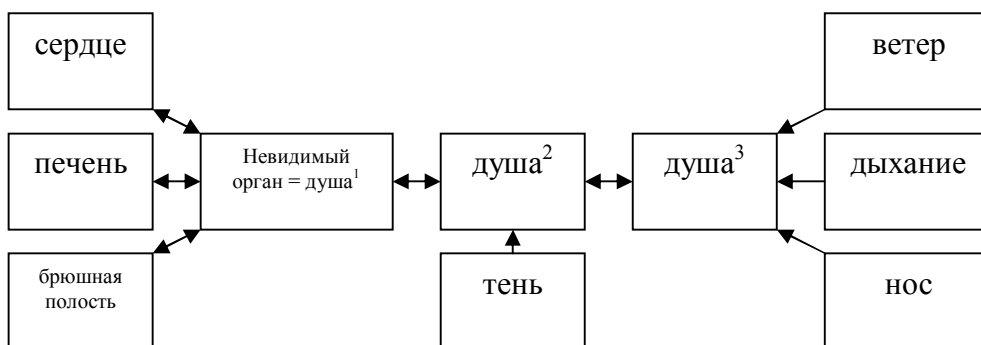 сердце
ветер
печень
Невидимый
орган = душа¹
душа²
душа³
дыхание
брюшная
полость
тень
нос